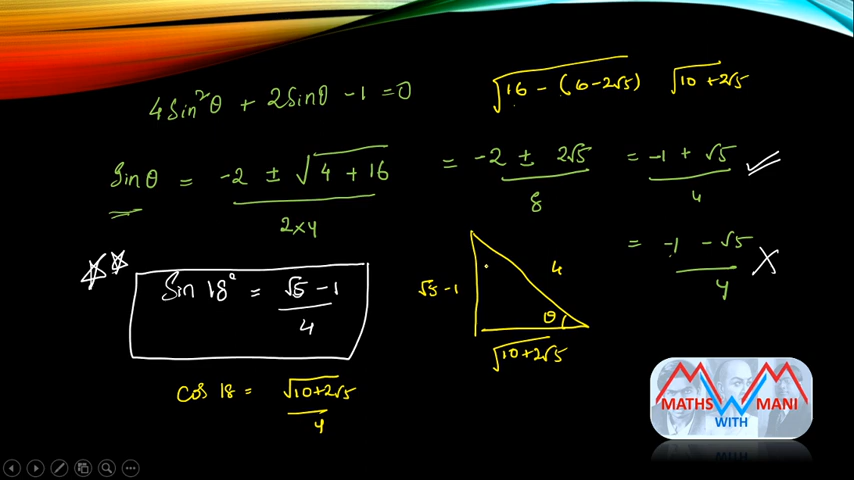 4Sin²θ + 2Sinθ - 1 = 0
√(16 - (6-2√5)) √(10+2√5)
Sinθ = (-2 ± √(4+16))/(2×4) = (-2 ± 2√5)/8 = (-1 + √5)/4 ✓
= (-1 - √5)/4 X
Sin 18° = (√5 - 1)/4
√5-1
4
θ
√(10+2√5)
cos 18 = √(10+2√5)/4
MATHS MANI
WITH